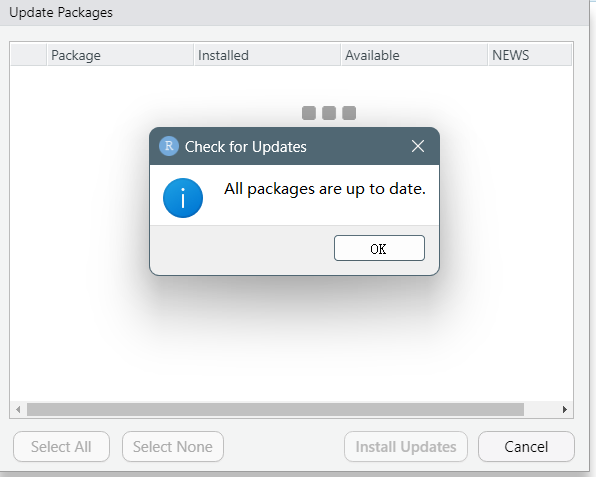 Update Packages
Package Installed Available NEWS
R Check for Updates
All packages are up to date.
OK
Select All Select None Install Updates Cancel